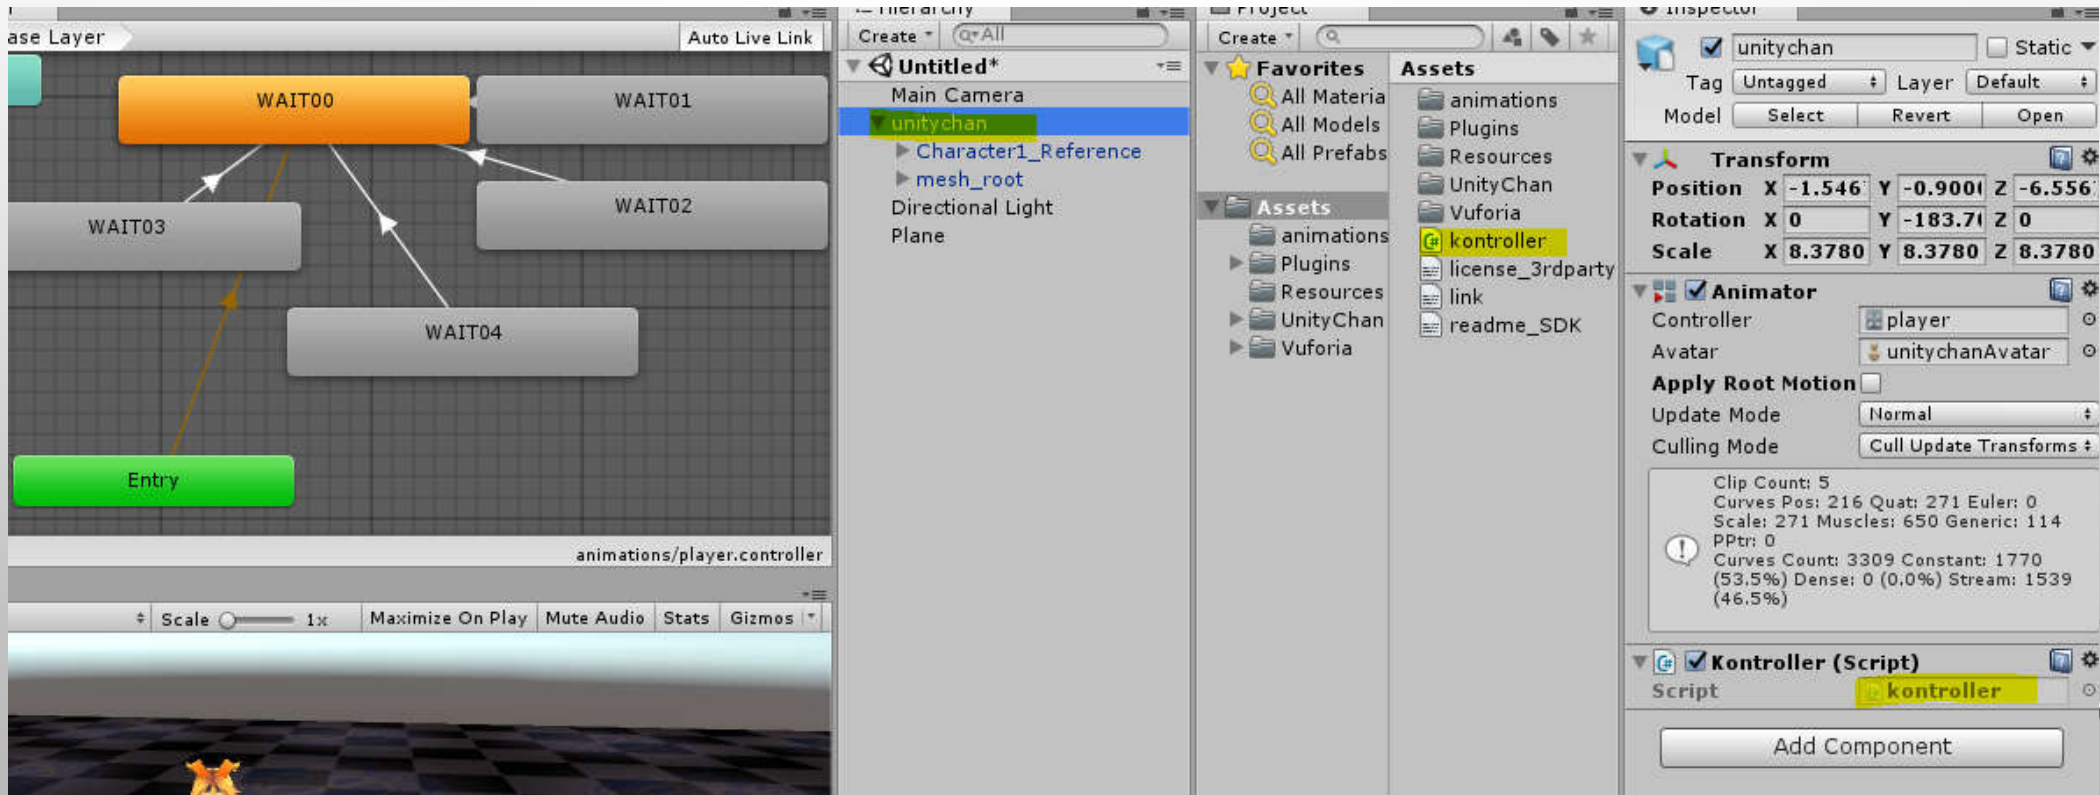 ase Layer
Auto Live Link
WAIT00
WAIT01
WAIT03
WAIT02
WAIT04
Entry
animations/player.controller
Scale 1x Maximize On Play Mute Audio Stats Gizmos
Hierarchy
Create All
Untitled*
Main Camera
unitychan
Character1_Reference
mesh_root
Directional Light
Plane
Project
Create
Favorites
All Materia
All Models
All Prefabs
Assets
animations
Plugins
Resources
UnityChan
Vuforia
Assets
animations
Plugins
Resources
UnityChan
Vuforia
kontroller
license_3rdparty
link
readme_SDK
Inspector
unitychan Static
Tag Untagged Layer Default
Model Select Revert Open
Transform
Position X -1.546 Y -0.900 Z -6.556
Rotation X 0 Y -183.7 Z 0
Scale X 8.3780 Y 8.3780 Z 8.3780
Animator
Controller player
Avatar unitychanAvatar
Apply Root Motion
Update Mode Normal
Culling Mode Cull Update Transforms
Clip Count: 5
Curves Pos: 216 Quat: 271 Euler: 0
Scale: 271 Muscles: 650 Generic: 114
PPtr: 0
Curves Count: 3309 Constant: 1770
(53.5%) Dense: 0 (0.0%) Stream: 1539
(46.5%)
Kontroller (Script)
Script kontroller
Add Component